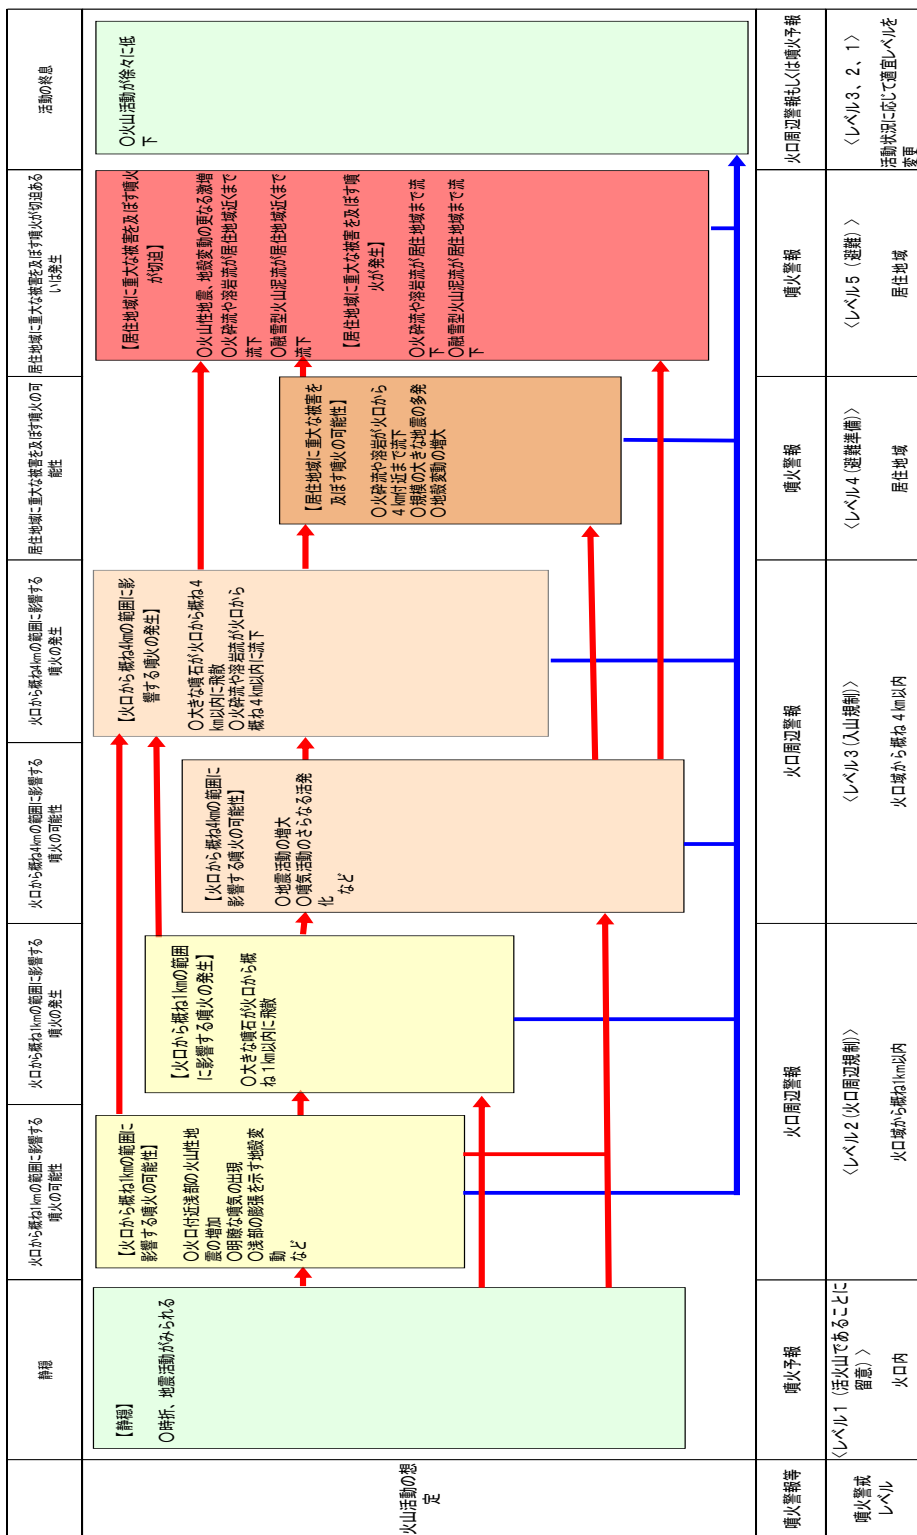 静穏
火口から概ね1kmの範囲に影響する
噴火の可能性
火口から概ね1kmの範囲に影響する
噴火の発生
火口から概ね4kmの範囲に影響する
噴火の可能性
火口から概ね4kmの範囲に影響する
噴火の発生
居住地域に重大な被害を及ぼす噴火の可
能性
居住地域に重大な被害を及ぼす噴火が切迫ある
いは発生
活動の終息
火山活動の想
定
【静穏】
○時折、地震活動がみられる
【火口から概ね1kmの範囲に
影響する噴火の可能性】
○火口付近浅部の火山性地
震の増加
○明瞭な噴気の出現
○浅部の膨張を示す地殻変
動
など
【火口から概ね1kmの範囲
に影響する噴火の発生】
○大きな噴石が火口から概
ね1km以内に飛散
【火口から概ね4kmの範囲に
影響する噴火の可能性】
○地震活動の増大
○噴気活動のさらなる活発
化
など
【火口から概ね4kmの範囲に影
響する噴火の発生】
○大きな噴石が火口から概ね4
km以内に飛散
○火砕流や溶岩流が火口から
概ね4km以内に流下
【居住地域に重大な被害を
及ぼす噴火の可能性】
○火砕流や溶岩が火口から
4km付近まで流下
○規模の大きな地震の多発
○地殻変動の増大
【居住地域に重大な被害を及ぼす噴火
が切迫】
○火山性地震、地殻変動の更なる激増
○火砕流や溶岩流が居住地域近くまで
流下
○融雪型火山泥流が居住地域近くまで
流下
【居住地域に重大な被害を及ぼす噴
火が発生】
○火砕流や溶岩流が居住地域まで流
下
○融雪型火山泥流が居住地域まで流
下
○火山活動が徐々に低
下
噴火警報等
噴火予報
火口周辺警報
火口周辺警報
噴火警報
噴火警報
火口周辺警報もしくは噴火予報
噴火警戒
レベル
<レベル1(活火山であることに
留意)>
火口内
<レベル2(火口周辺規制)>
火口域から概ね1km以内
<レベル3(入山規制)>
火口域から概ね4km以内
<レベル4(避難準備)>
居住地域
<レベル5(避難)>
居住地域
<レベル3、2、1>
活動状況に応じて適宜レベルを
変更